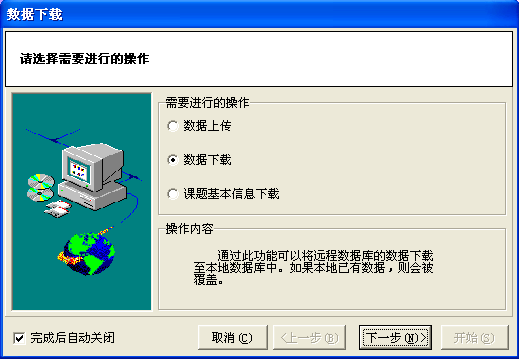 数据下载
请选择需要进行的操作
需要进行的操作
数据上传
数据下载
课题基本信息下载
操作内容
通过此功能可以将远程数据库的数据下载
至本地数据库中。如果本地已有数据，则会被
覆盖。
完成后自动关闭
取消(C)
<上一步(B)
下一步(N)>
开始(S)